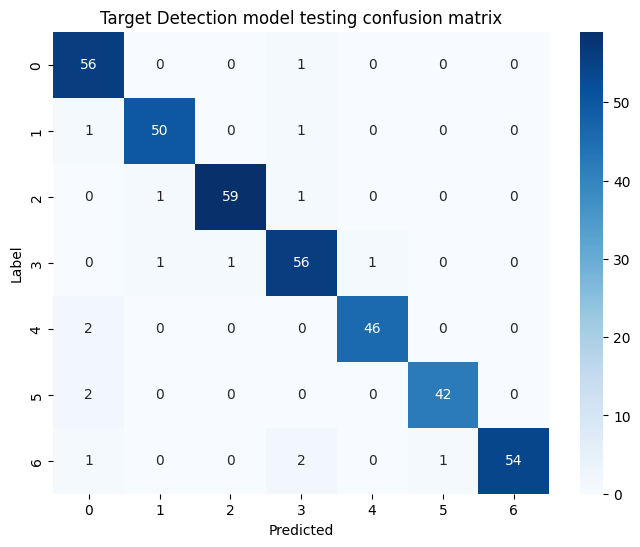 Target Detection model testing confusion matrix
0 56 0 0 1 0 0 0
1 1 50 0 1 0 0 0
2 0 1 59 1 0 0 0
3 0 1 1 56 1 0 0
4 2 0 0 0 46 0 0
5 2 0 0 0 0 42 0
6 1 0 0 2 0 1 54
0 1 2 3 4 5 6
Label
Predicted
50
40
30
20
10
0